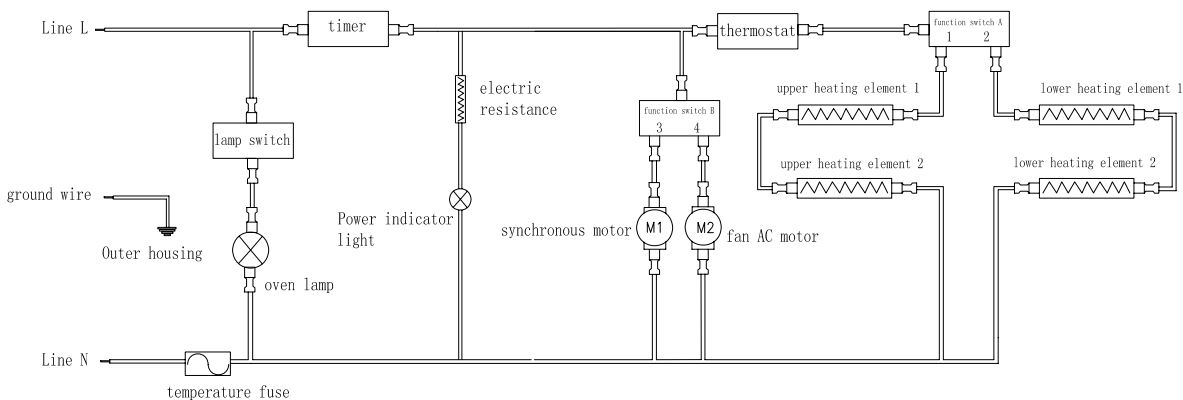 Line L
timer
thermostat
function switch A
1 2
upper heating element 1
lower heating element 1
electric
resistance
function switch B
3 4
lamp switch
upper heating element 2
lower heating element 2
ground wire
Power indicator
light
synchronous motor
M1
M2
fan AC motor
Outer housing
oven lamp
Line N
temperature fuse